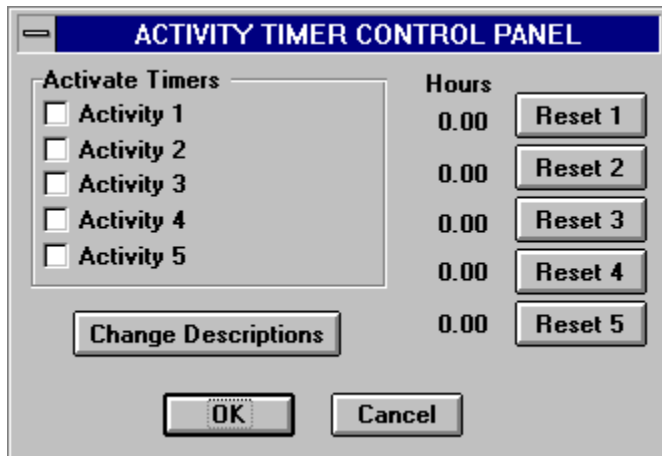 ACTIVITY TIMER CONTROL PANEL
Activate Timers
Hours
Activity 1
0.00 Reset 1
Activity 2
0.00 Reset 2
Activity 3
0.00 Reset 3
Activity 4
0.00 Reset 4
Activity 5
0.00 Reset 5
Change Descriptions
OK
Cancel